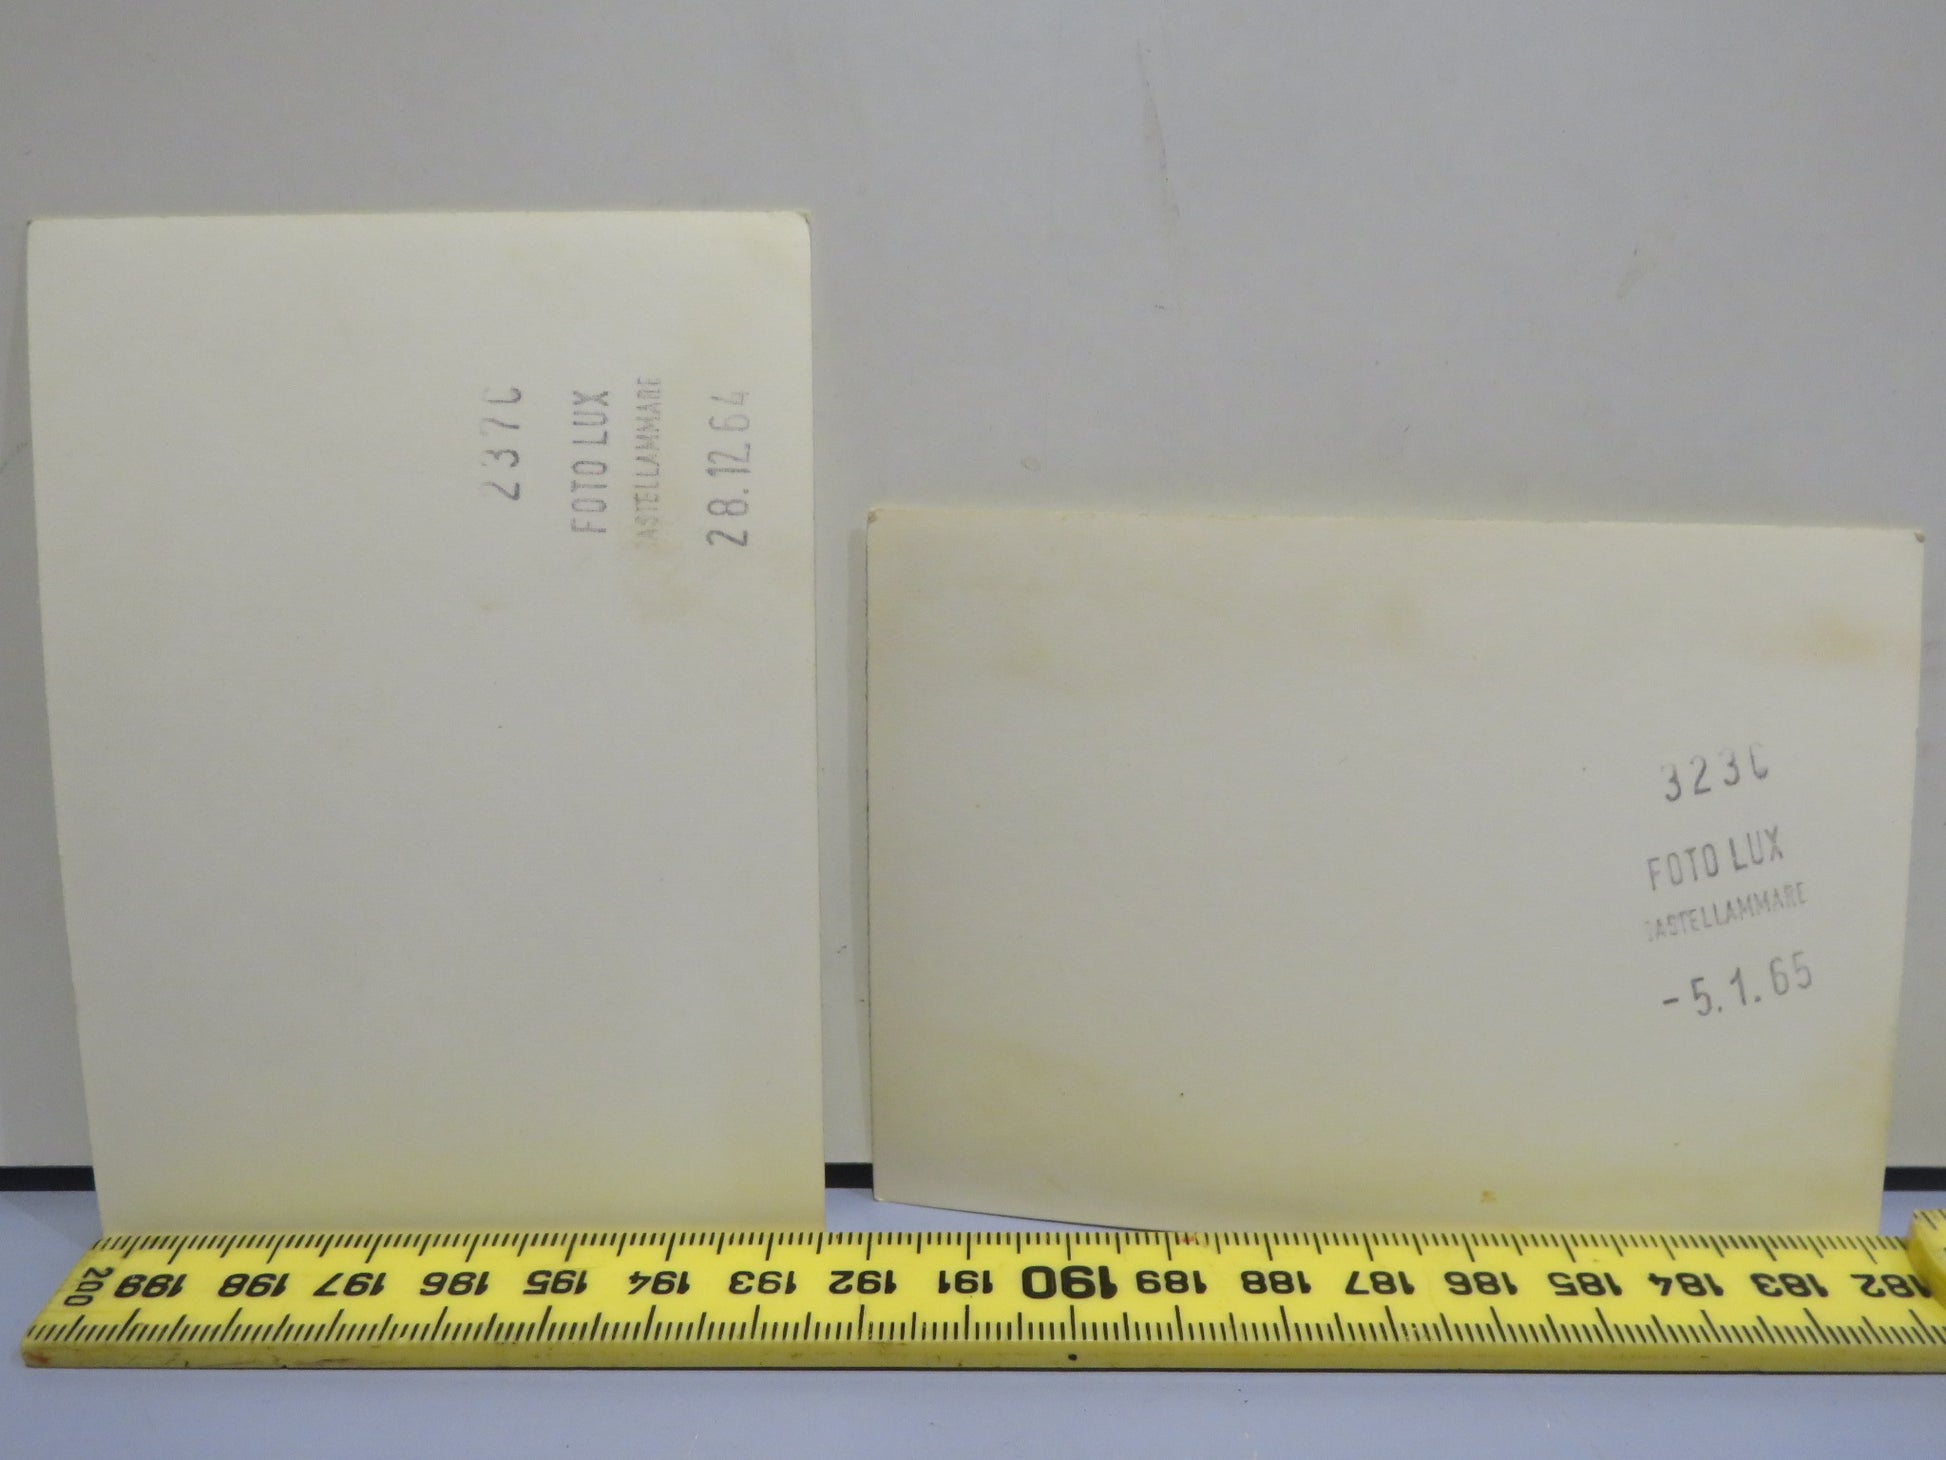 237C
FOTO LUX
CASTELLAMMARE
28.12.64
323C
FOTO LUX
CASTELLAMMARE
-5.1.65
200 199 198 197 196 195 194 193 192 191 190 189 188 187 186 185 184 183 182